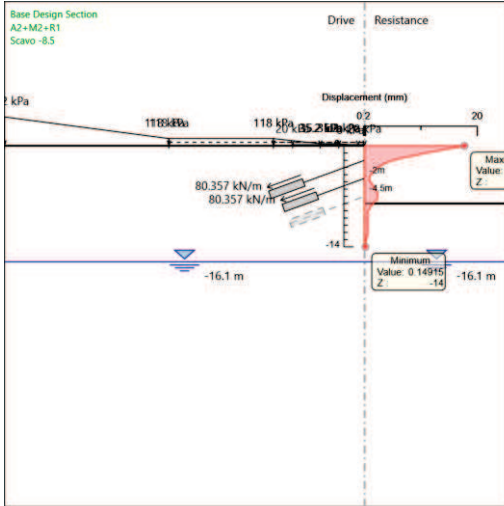 Base Design Section
A2+M2+R1
Scavo -8.5
Drive
Resistance
Displacement (mm)
0.2
20
2 kPa
118 kPa
-2m
-4.5m
Max
Value:
Z :
80.357 kN/m
80.357 kN/m
-14
Minimum
Value: 0.14915
Z : -14
-16.1 m
-16.1 m